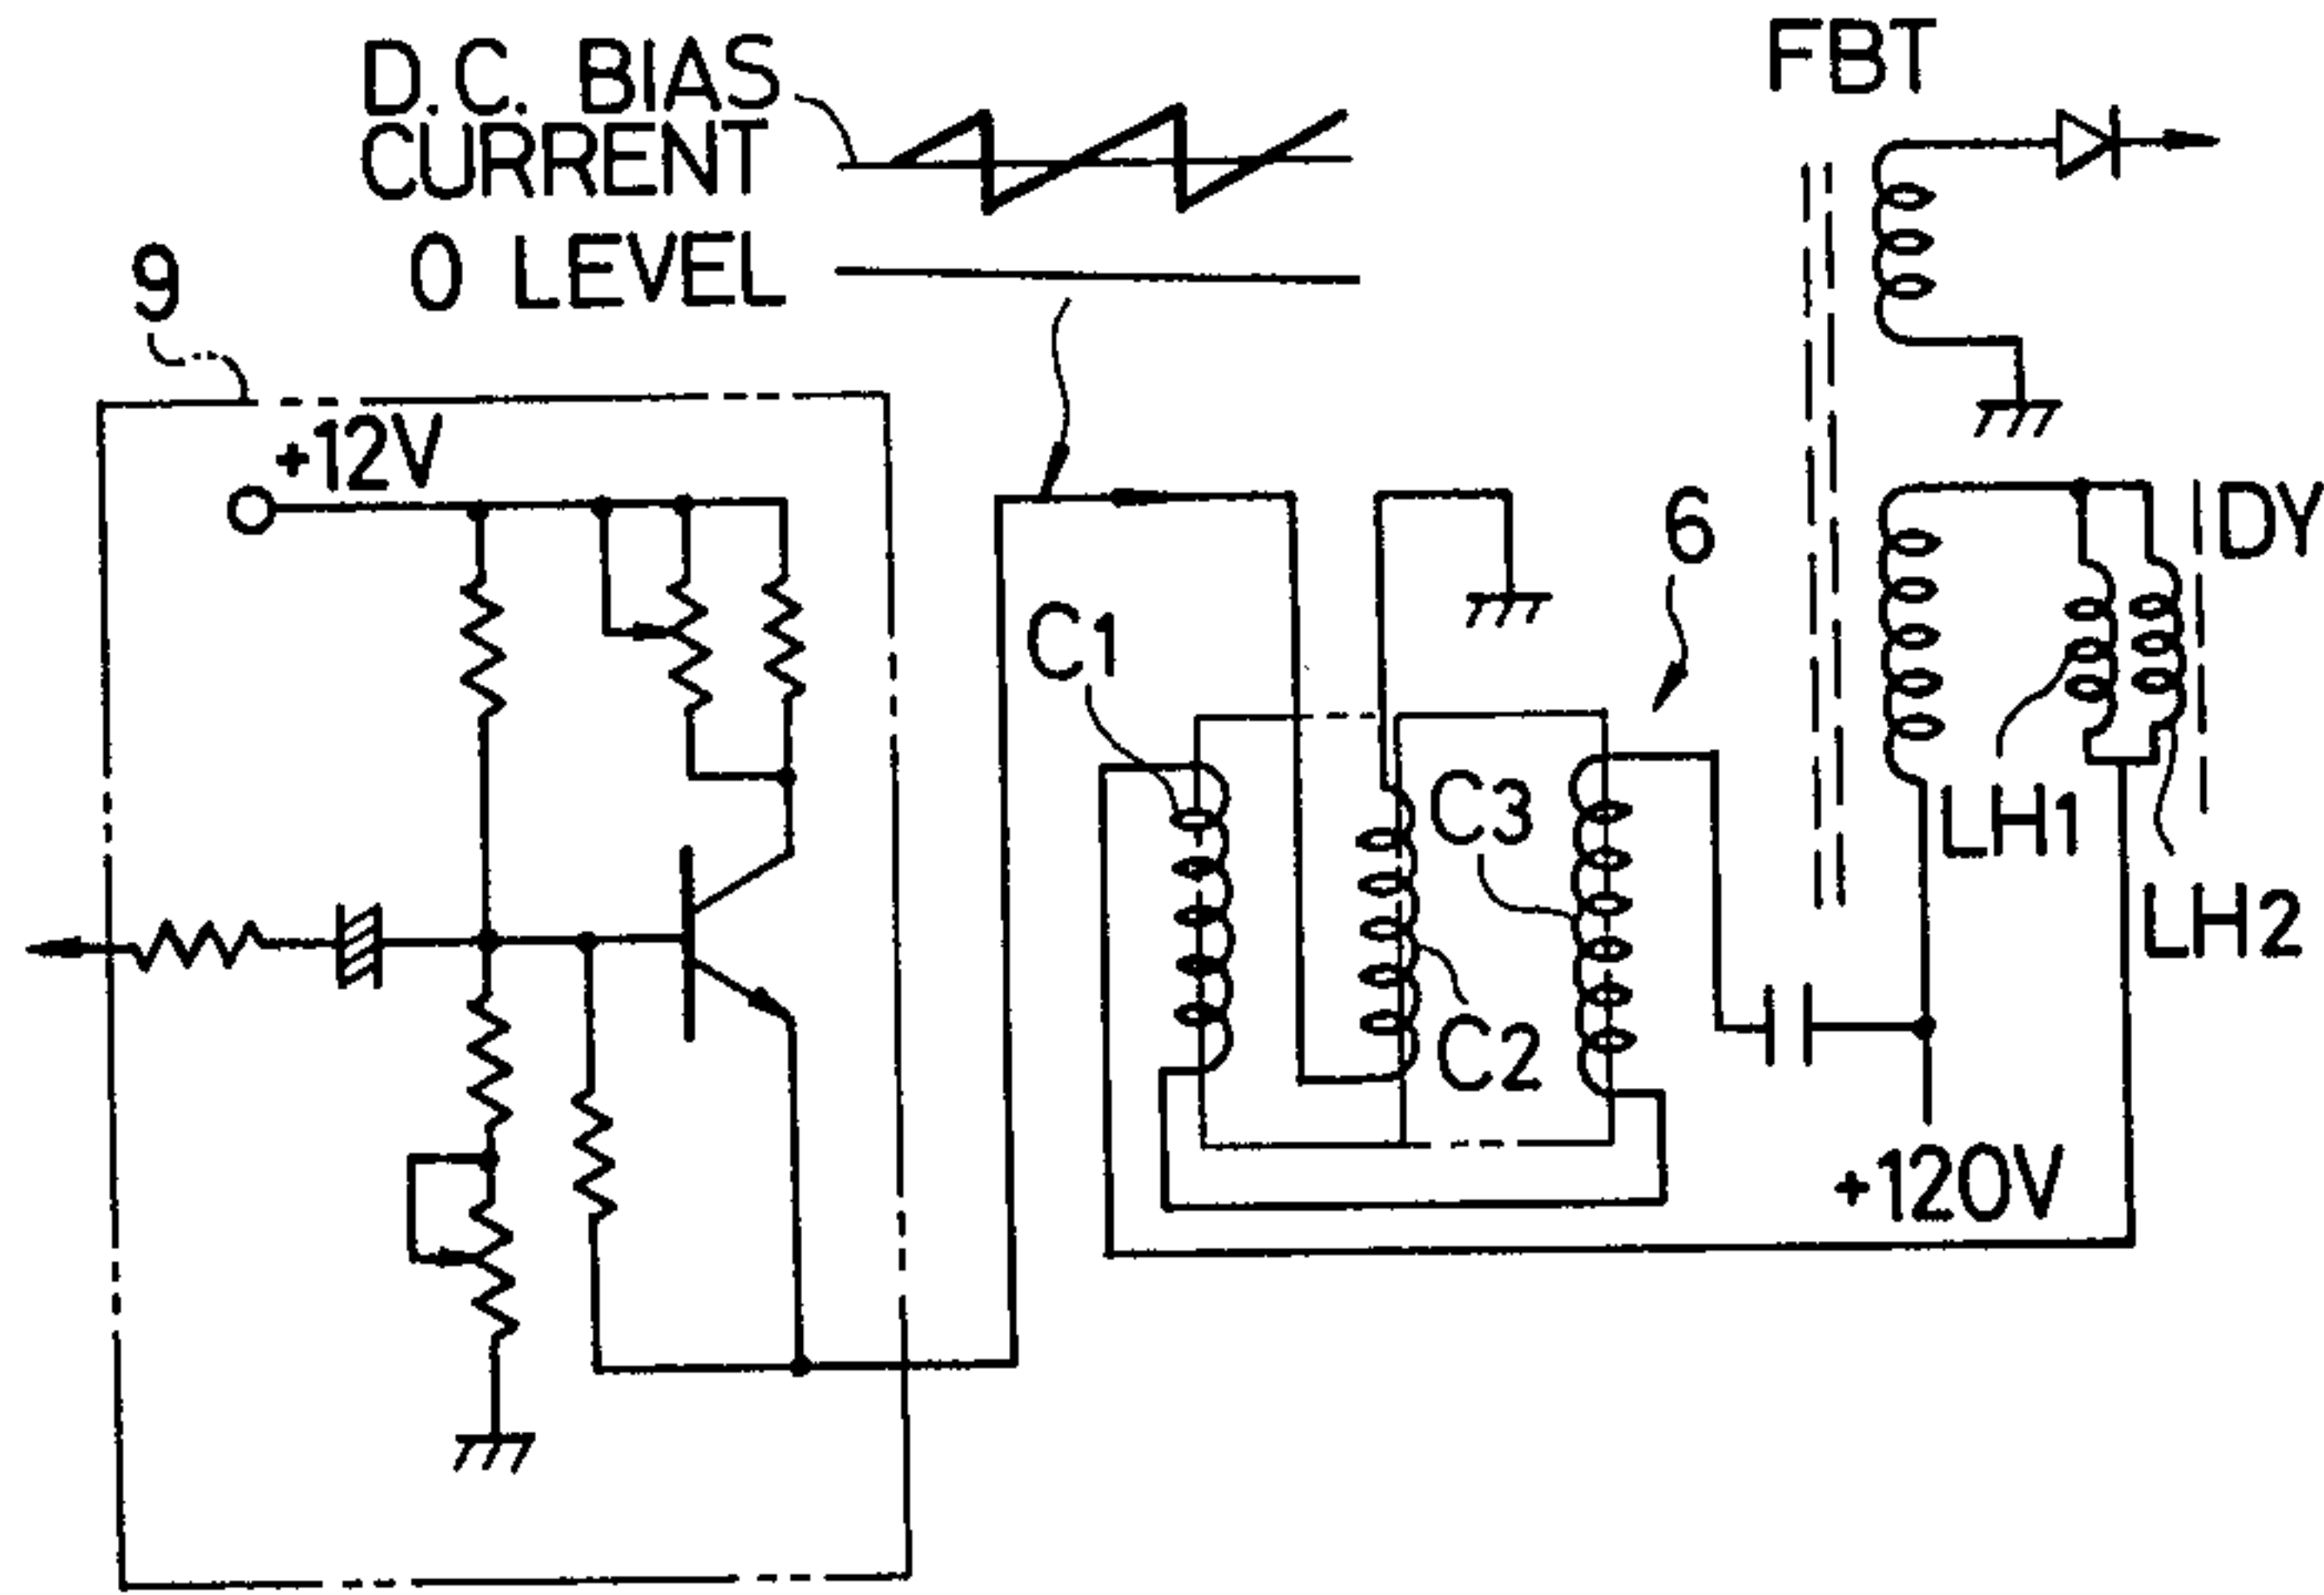 FBT
D.C. BIAS
CURRENT
0 LEVEL
9
+12V
6
DY
C1
C3
LH1
C2
LH2
+120V